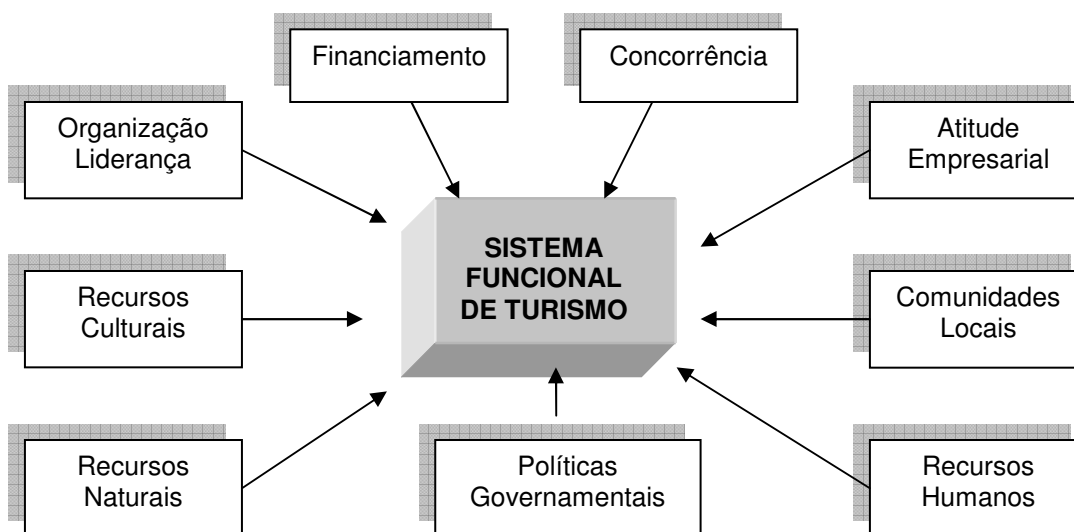 Financiamento
Concorrência
Organização
Liderança
Atitude
Empresarial
SISTEMA
FUNCIONAL
DE TURISMO
Recursos
Culturais
Comunidades
Locais
Recursos
Naturais
Políticas
Governamentais
Recursos
Humanos